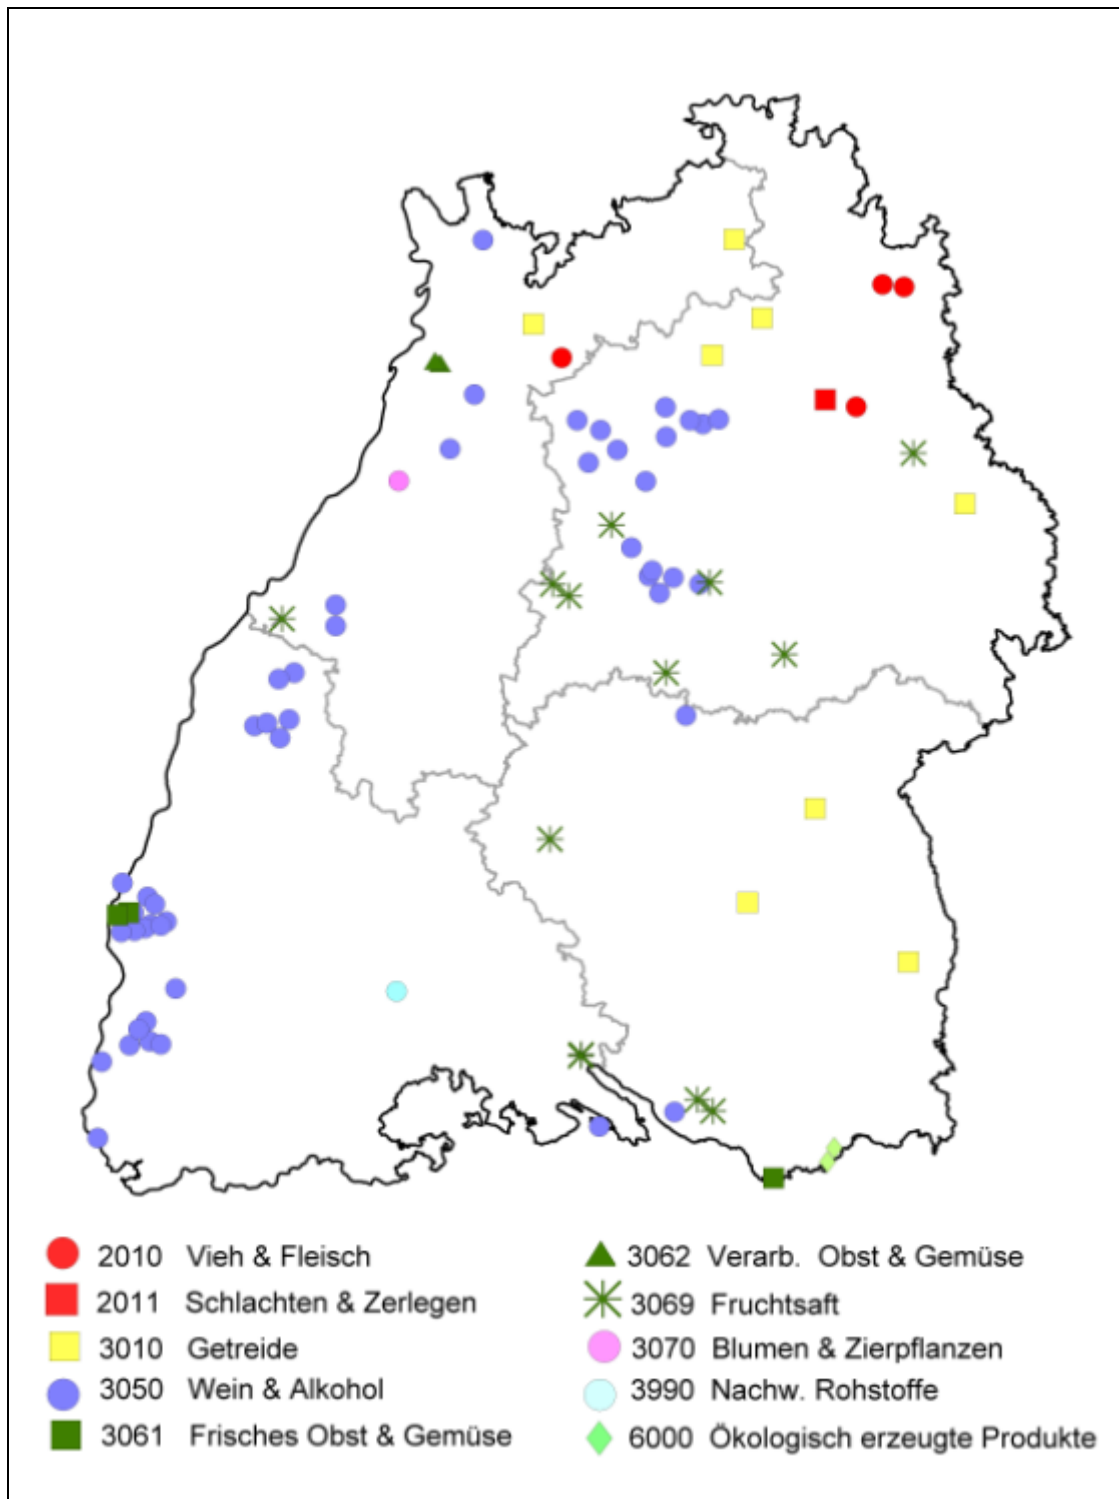 2010 Vieh & Fleisch
2011 Schlachten & Zerlegen
3010 Getreide
3050 Wein & Alkohol
3061 Frisches Obst & Gemüse
3062 Verarb. Obst & Gemüse
3069 Fruchtsaft
3070 Blumen & Zierpflanzen
3990 Nachw. Rohstoffe
6000 Ökologisch erzeugte Produkte